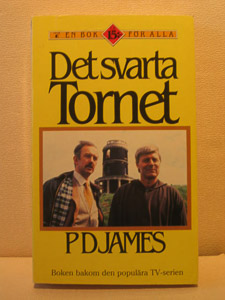 EN BOK 15:- FÖR ALLA
Det svarta
Tornet
P D JAMES
Boken bakom den populära TV-serien